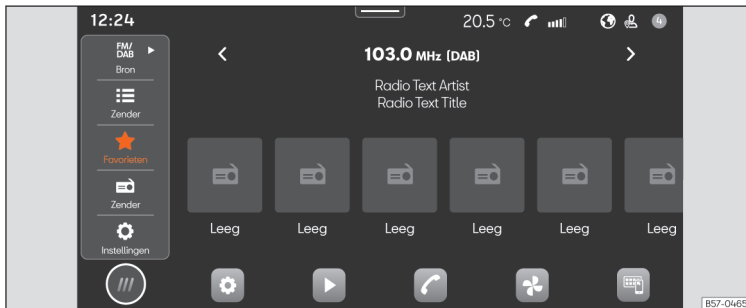 12:24
20.5 °C
4
FM/
DAB
Bron
Zender
Favorieten
Zender
Instellingen
103.0 MHz (DAB)
Radio Text Artist
Radio Text Title
Leeg
Leeg
Leeg
Leeg
Leeg
Leeg
B57-0465